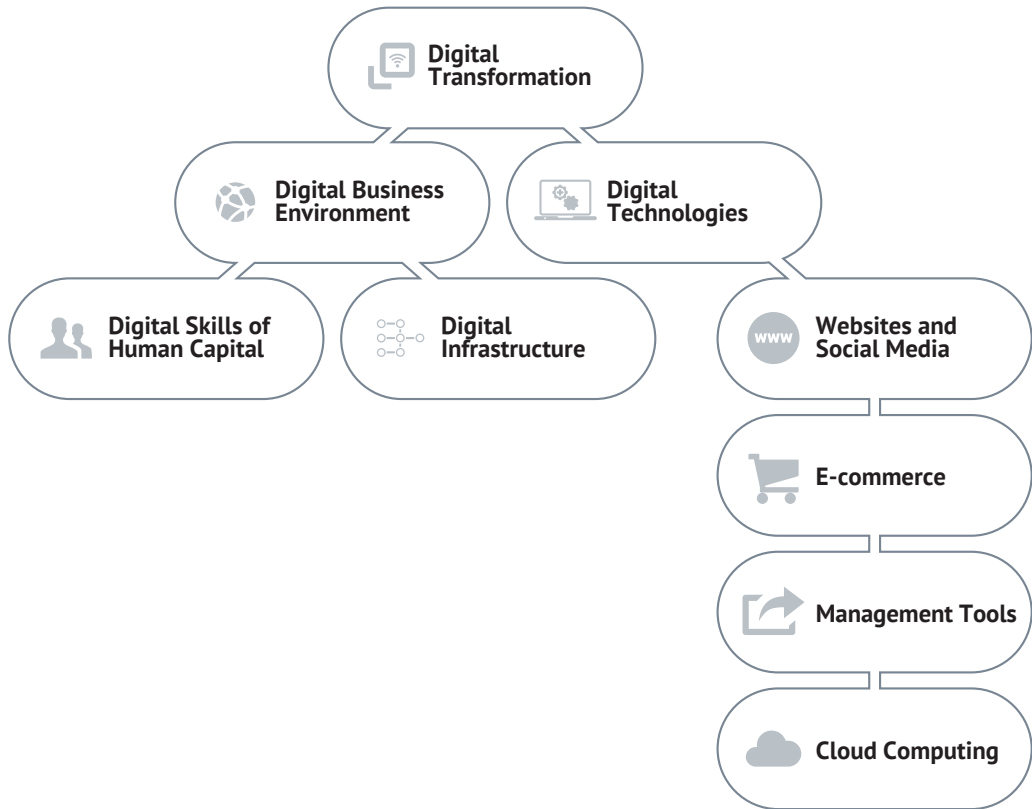 Digital
Transformation
Digital Business
Environment
Digital
Technologies
Digital Skills of
Human Capital
Digital
Infrastructure
www
Websites and
Social Media
E-commerce
Management Tools
Cloud Computing